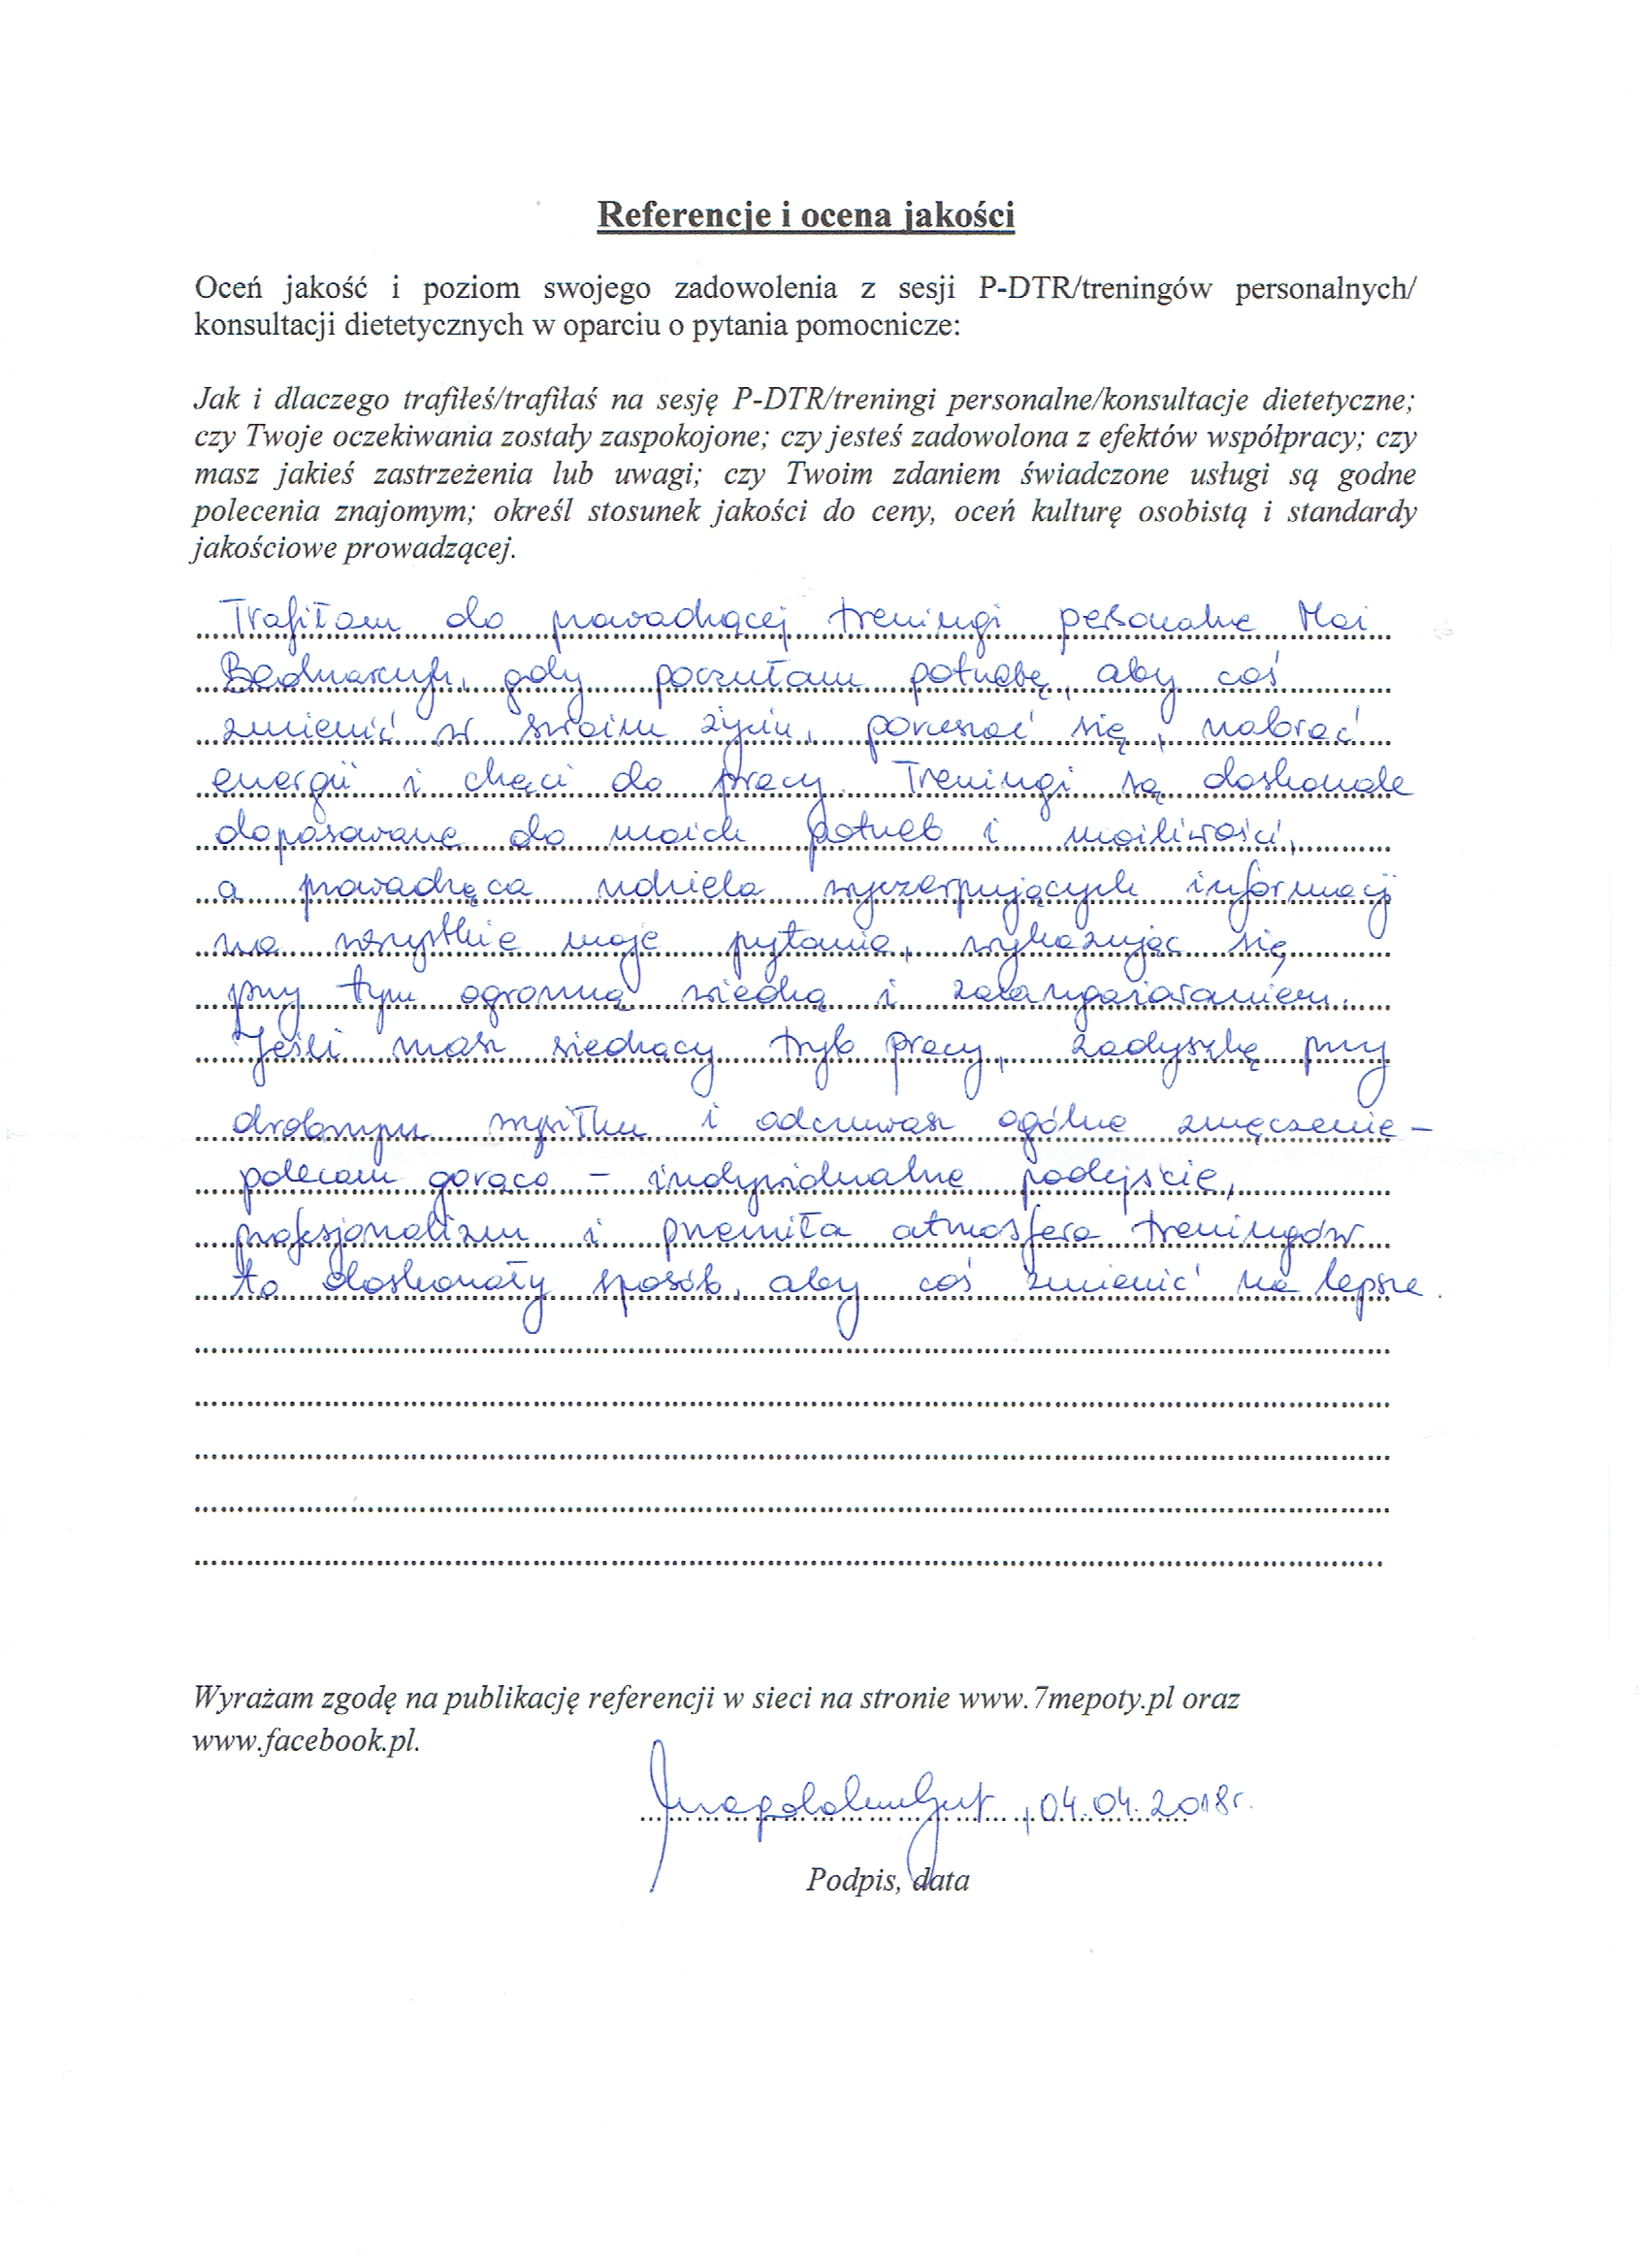 Referencje i ocena jakości
Oceń jakość i poziom swojego zadowolenia z sesji P-DTR/treningów personalnych/
konsultacji dietetycznych w oparciu o pytania pomocnicze:
Jak i dlaczego trafiłeś/trafiłaś na sesję P-DTR/treningi personalne/konsultacje dietetyczne;
czy Twoje oczekiwania zostały zaspokojone; czy jesteś zadowolona z efektów współpracy; czy
masz jakieś zastrzeżenia lub uwagi; czy Twoim zdaniem świadczone usługi są godne
polecenia znajomym; określ stosunek jakości do ceny, oceń kulturę osobistą i standardy
jakościowe prowadzącej.
Trafiłam do prowadzącej treningi personalne Mai
Bednarczyk, gdy poczułam potrzebę, aby coś
zmienić w swoim życiu, poruszać się, nabrać
energii i chęci do pracy. Treningi są doskonale
dopasowane do moich potrzeb i możliwości,
a prowadząca udziela wyczerpujących informacji
na wszystkie moje pytania, wykazując się
przy tym ogromną wiedzą i zaangażowaniem.
Jeśli masz siedzący tryb pracy, zadyszkę przy
drobnym wysiłku i odczuwasz ogólne zmęczenie –
polecam gorąco – indywidualne podejście,
profesjonalizm i przemiła atmosfera treningów
to doskonały sposób, aby coś zmienić na lepsze.
Wyrażam zgodę na publikację referencji w sieci na stronie www.7mepoty.pl oraz
www.facebook.pl.
, 04.04.2018r.
Podpis, data